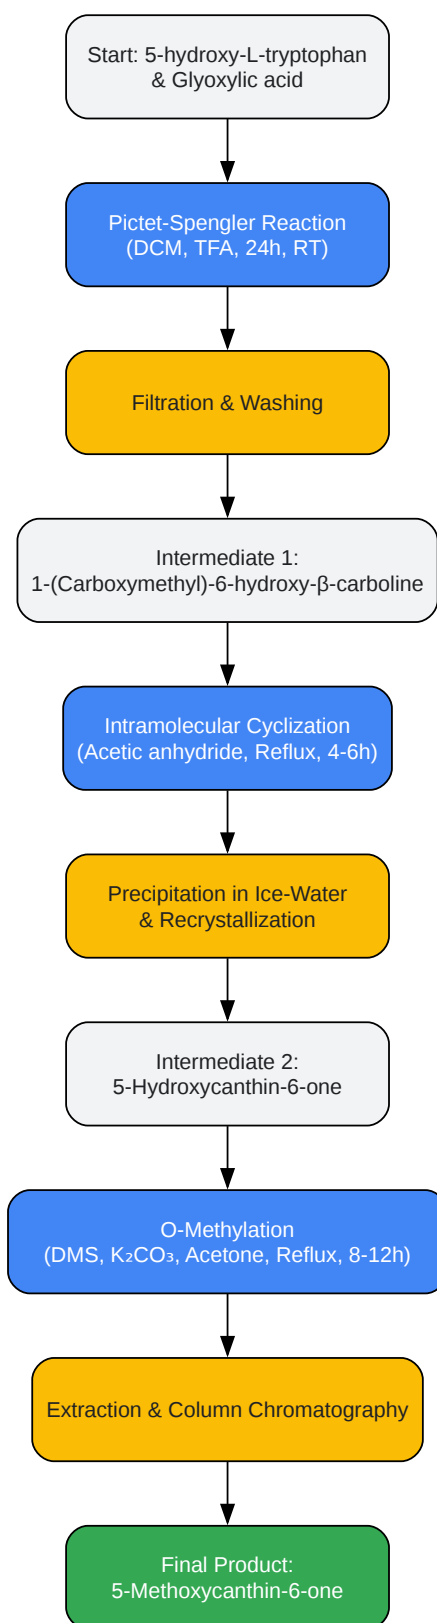 Start: 5-hydroxy-L-tryptophan
& Glyoxylic acid
Pictet-Spengler Reaction
(DCM, TFA, 24h, RT)
Filtration & Washing
Intermediate 1:
1-(Carboxymethyl)-6-hydroxy-β-carboline
Intramolecular Cyclization
(Acetic anhydride, Reflux, 4-6h)
Precipitation in Ice-Water
& Recrystallization
Intermediate 2:
5-Hydroxycanthin-6-one
O-Methylation
(DMS, K₂CO₃, Acetone, Reflux, 8-12h)
Extraction & Column Chromatography
Final Product:
5-Methoxycanthin-6-one